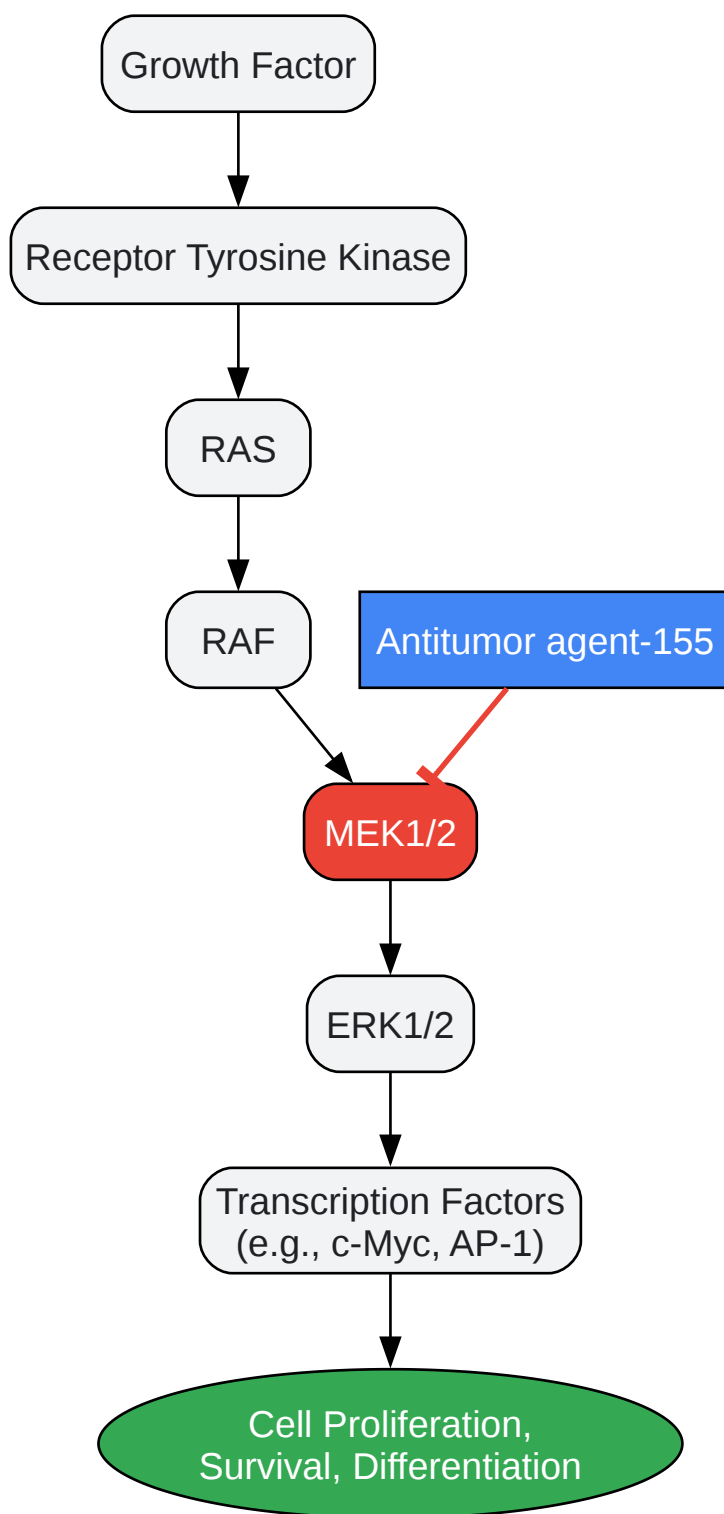 Growth Factor
Receptor Tyrosine Kinase
RAS
RAF
Antitumor agent-155
MEK1/2
ERK1/2
Transcription Factors
(e.g., c-Myc, AP-1)
Cell Proliferation,
Survival, Differentiation